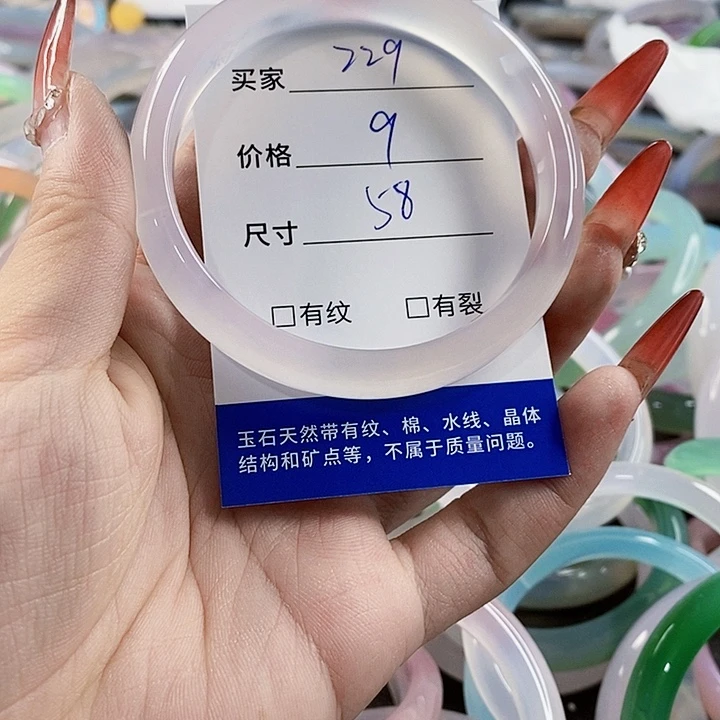 买家 229
价格 9
尺寸 58
□有纹 □有裂
玉石天然带有纹、棉、水线、晶体
结构和矿点等，不属于质量问题。